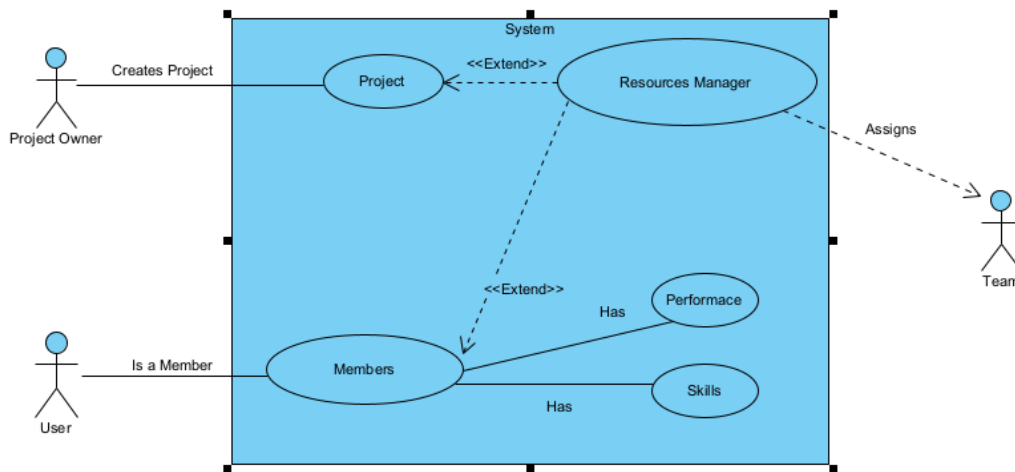 System
Creates Project
Project
<<Extend>>
Resources Manager
Project Owner
Assigns
Team
<<Extend>>
Performace
Has
Is a Member
Members
Skills
Has
User